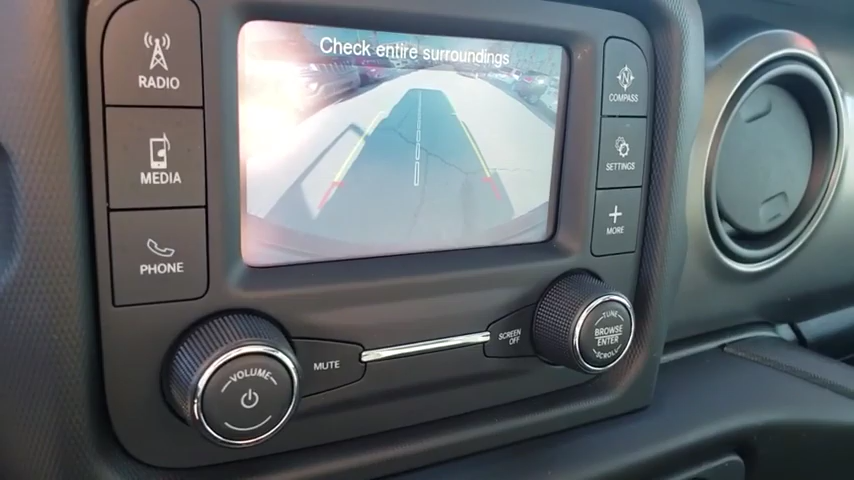 Check entire surroundings
RADIO
MEDIA
PHONE
N
COMPASS
SETTINGS
MORE
VOLUME
MUTE
SCREEN
OFF
TUNE
BROWSE
ENTER
SCROLL